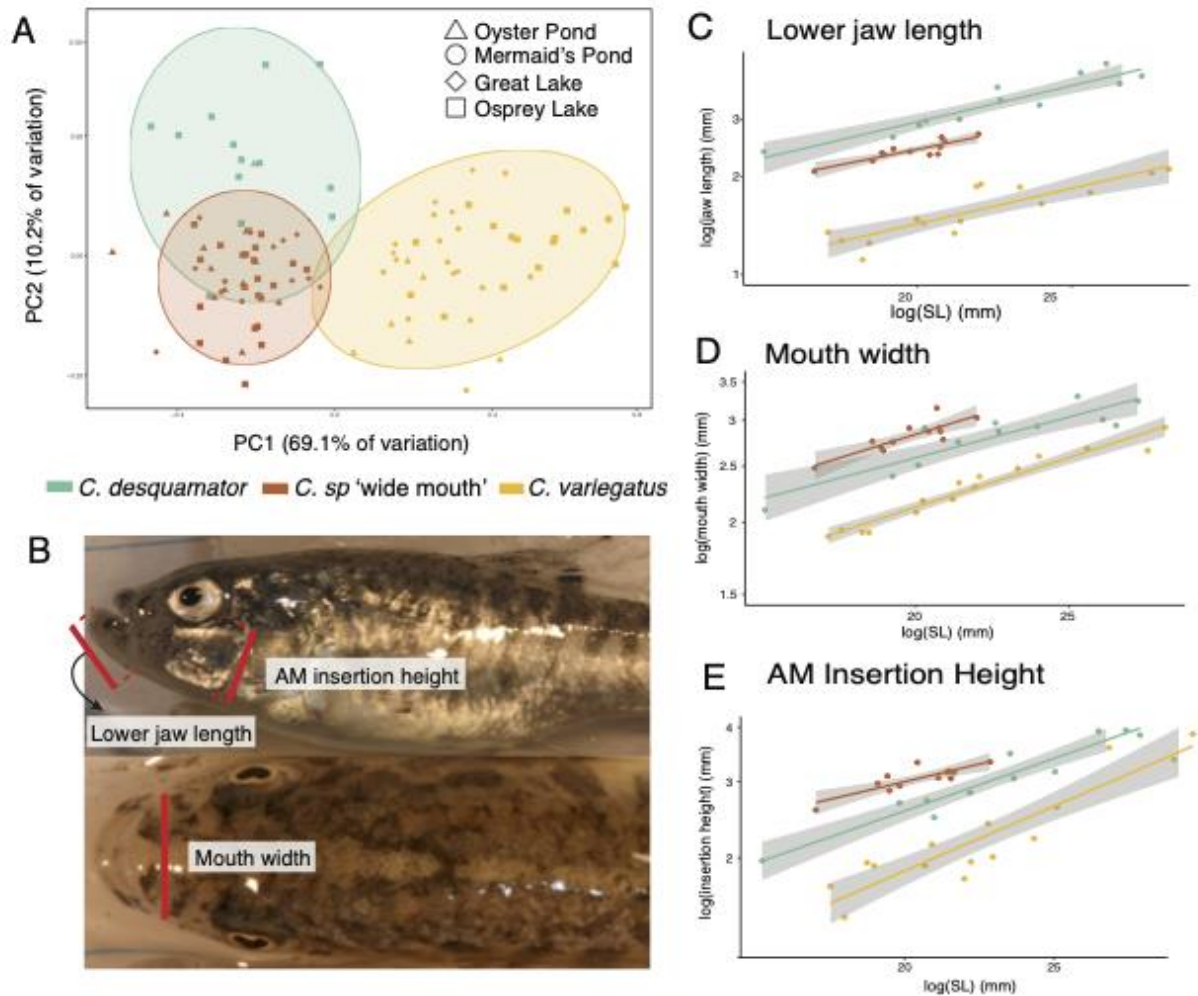 A
Oyster Pond
Mermaid's Pond
Great Lake
Osprey Lake
PC2 (10.2% of variation)
PC1 (69.1% of variation)
C. desquamator C. sp 'wide mouth' C. variegatus
B
AM insertion height
Lower jaw length
Mouth width
C Lower jaw length
log(jaw length) (mm)
3
2
1
20 25
log(SL) (mm)
D Mouth width
log(mouth width) (mm)
3.5
3
2.5
2
1.5
20 25
log(SL) (mm)
E AM Insertion Height
log(insertion height) (mm)
4
3
2
20 25
log(SL) (mm)